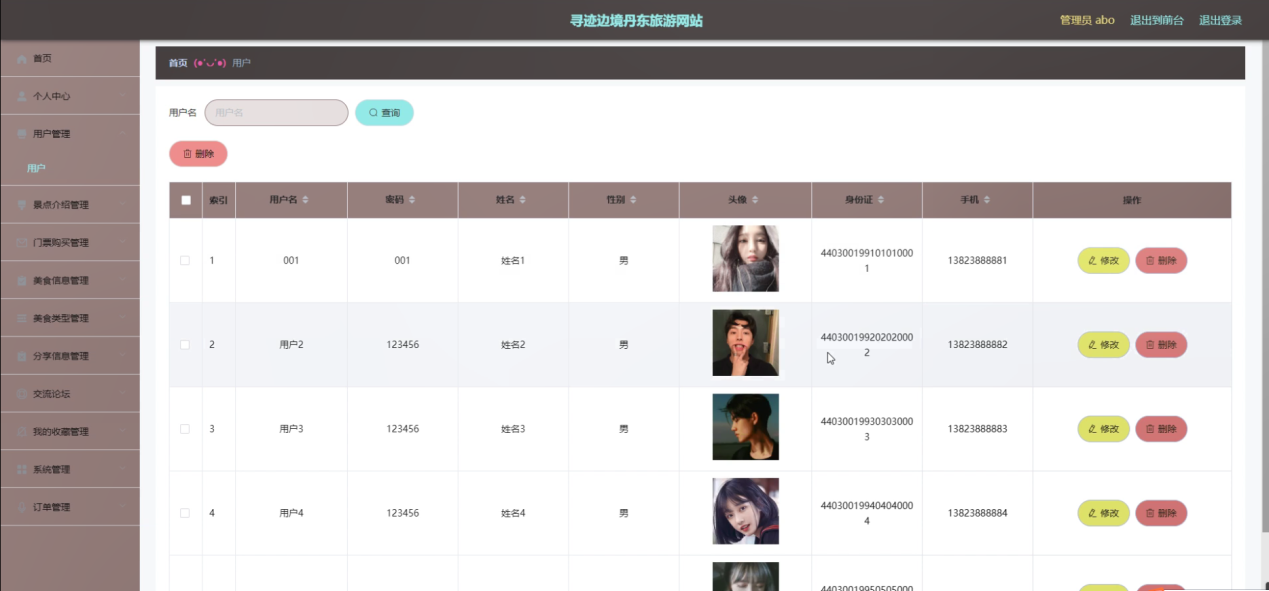 寻迹边境丹东旅游网站
管理员 abo 退出到前台 退出登录
首页
个人中心
用户管理
用户
景点介绍管理
门票购买管理
美食信息管理
美食类型管理
分享信息管理
交流论坛
我的收藏管理
系统管理
订单管理
首页 (●'◡'●) 用户
用户名 用户名 查询
删除
索引 用户名 密码 姓名 性别 头像 身份证 手机 操作
1 001 001 姓名1 男 44030019910101000
1 13823888881 修改 删除
2 用户2 123456 姓名2 男 44030019920202000
2 13823888882 修改 删除
3 用户3 123456 姓名3 男 44030019930303000
3 13823888883 修改 删除
4 用户4 123456 姓名4 男 44030019940404000
4 13823888884 修改 删除
44030019950505000